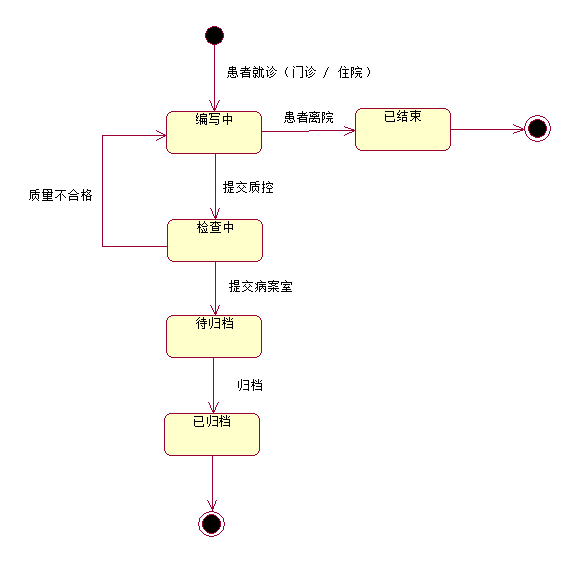 患者就诊（门诊 / 住院）
编写中
患者离院
已结束
提交质控
质量不合格
检查中
提交病案室
待归档
归档
已归档